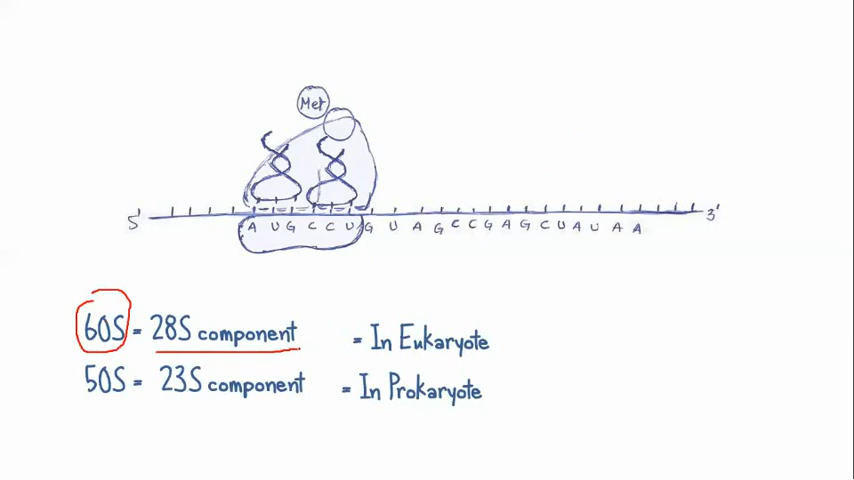 Met
5' 3'
A U G C C U G U A G C C G A G C U A U A A
60S = 28S component = In Eukaryote
50S = 23S component = In Prokaryote